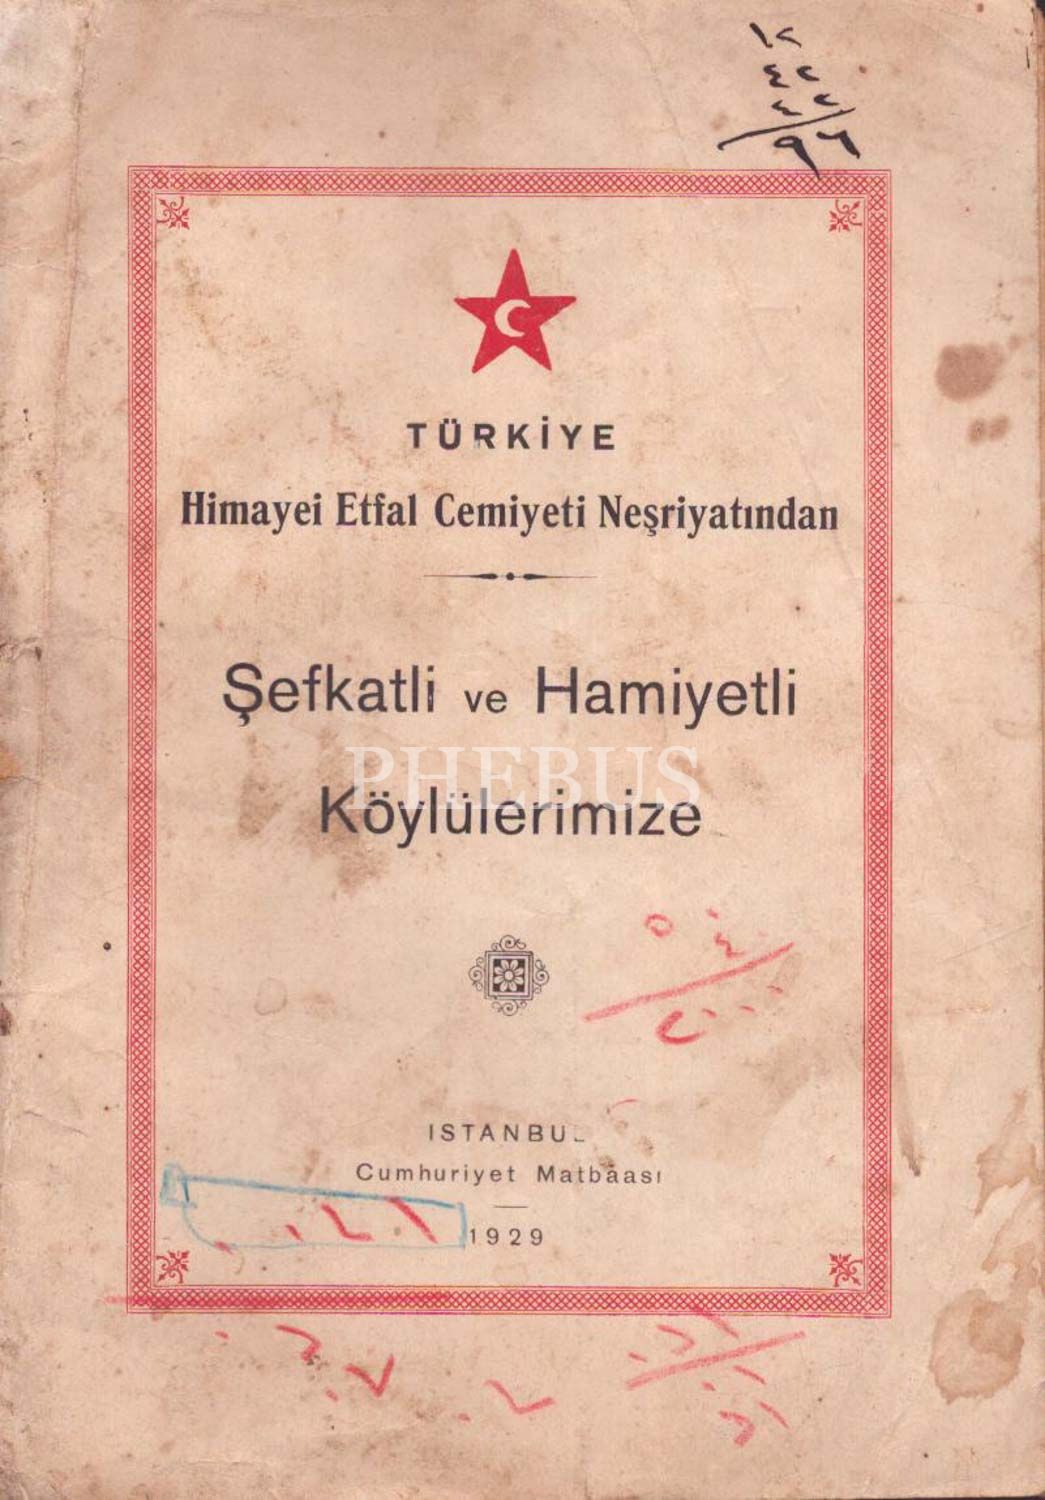 TÜRKİYE
Himayei Etfal Cemiyeti Neşriyatından
Şefkatli ve Hamiyetli
PHEBUS
Köylülerimize
ISTANBUL
Cumhuriyet Matbaası
1929